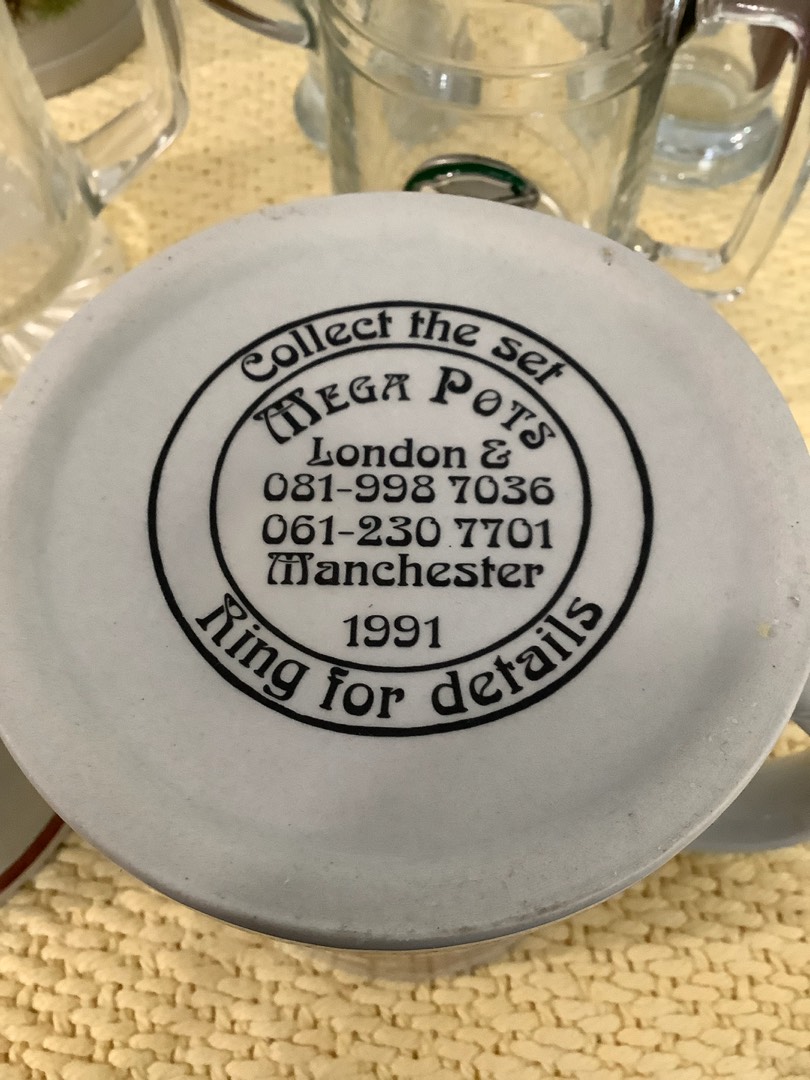 Collect the set
MEGA POTS
London &
081-998 7036
061-230 7701
Manchester
1991
Ring for details